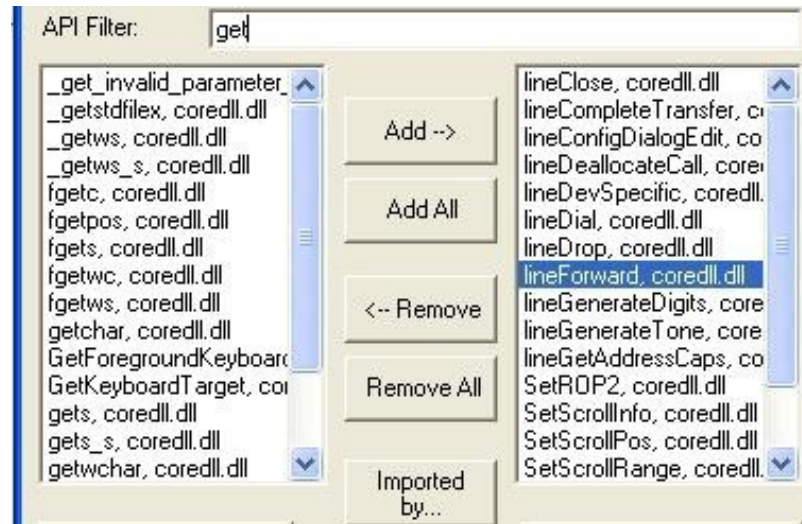 API Filter:
get
_get_invalid_parameter_
_getstdfilex, coredll.dll
_getws, coredll.dll
_getws_s, coredll.dll
fgetc, coredll.dll
fgetpos, coredll.dll
fgets, coredll.dll
fgetwc, coredll.dll
fgetws, coredll.dll
getchar, coredll.dll
GetForegroundKeyboard
GetKeyboardTarget, co
gets, coredll.dll
gets_s, coredll.dll
getwchar, coredll.dll
Add -->
Add All
<-- Remove
Remove All
Imported
by...
lineClose, coredll.dll
lineCompleteTransfer, c
lineConfigDialogEdit, co
lineDeallocateCall, core
lineDevSpecific, coredll.
lineDial, coredll.dll
lineDrop, coredll.dll
lineForward, coredll.dll
lineGenerateDigits, core
lineGenerateTone, core
lineGetAddressCaps, co
SetROP2, coredll.dll
SetScrollInfo, coredll.dll
SetScrollPos, coredll.dll
SetScrollRange, coredll.